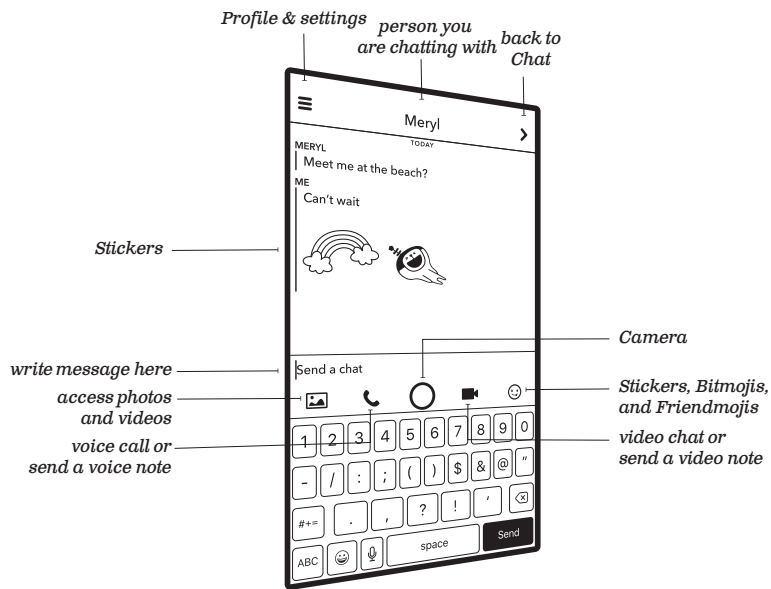 Profile & settings
person you
are chatting with
back to
Chat
Meryl
TODAY
MERYL
Meet me at the beach?
ME
Can't wait
Stickers
Camera
write message here
Send a chat
access photos
and videos
Stickers, Bitmojis,
and Friendmojis
voice call or
send a voice note
video chat or
send a video note
1 2 3 4 5 6 7 8 9 0
- / : ; ( ) $ & @ "
#+= . , ? ! '
ABC space Send